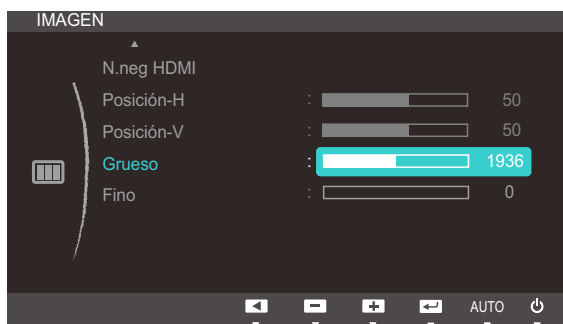 IMAGEN
N.neg HDMI
Posición-H : 50
Posición-V : 50
Grueso : 1936
Fino : 0
AUTO